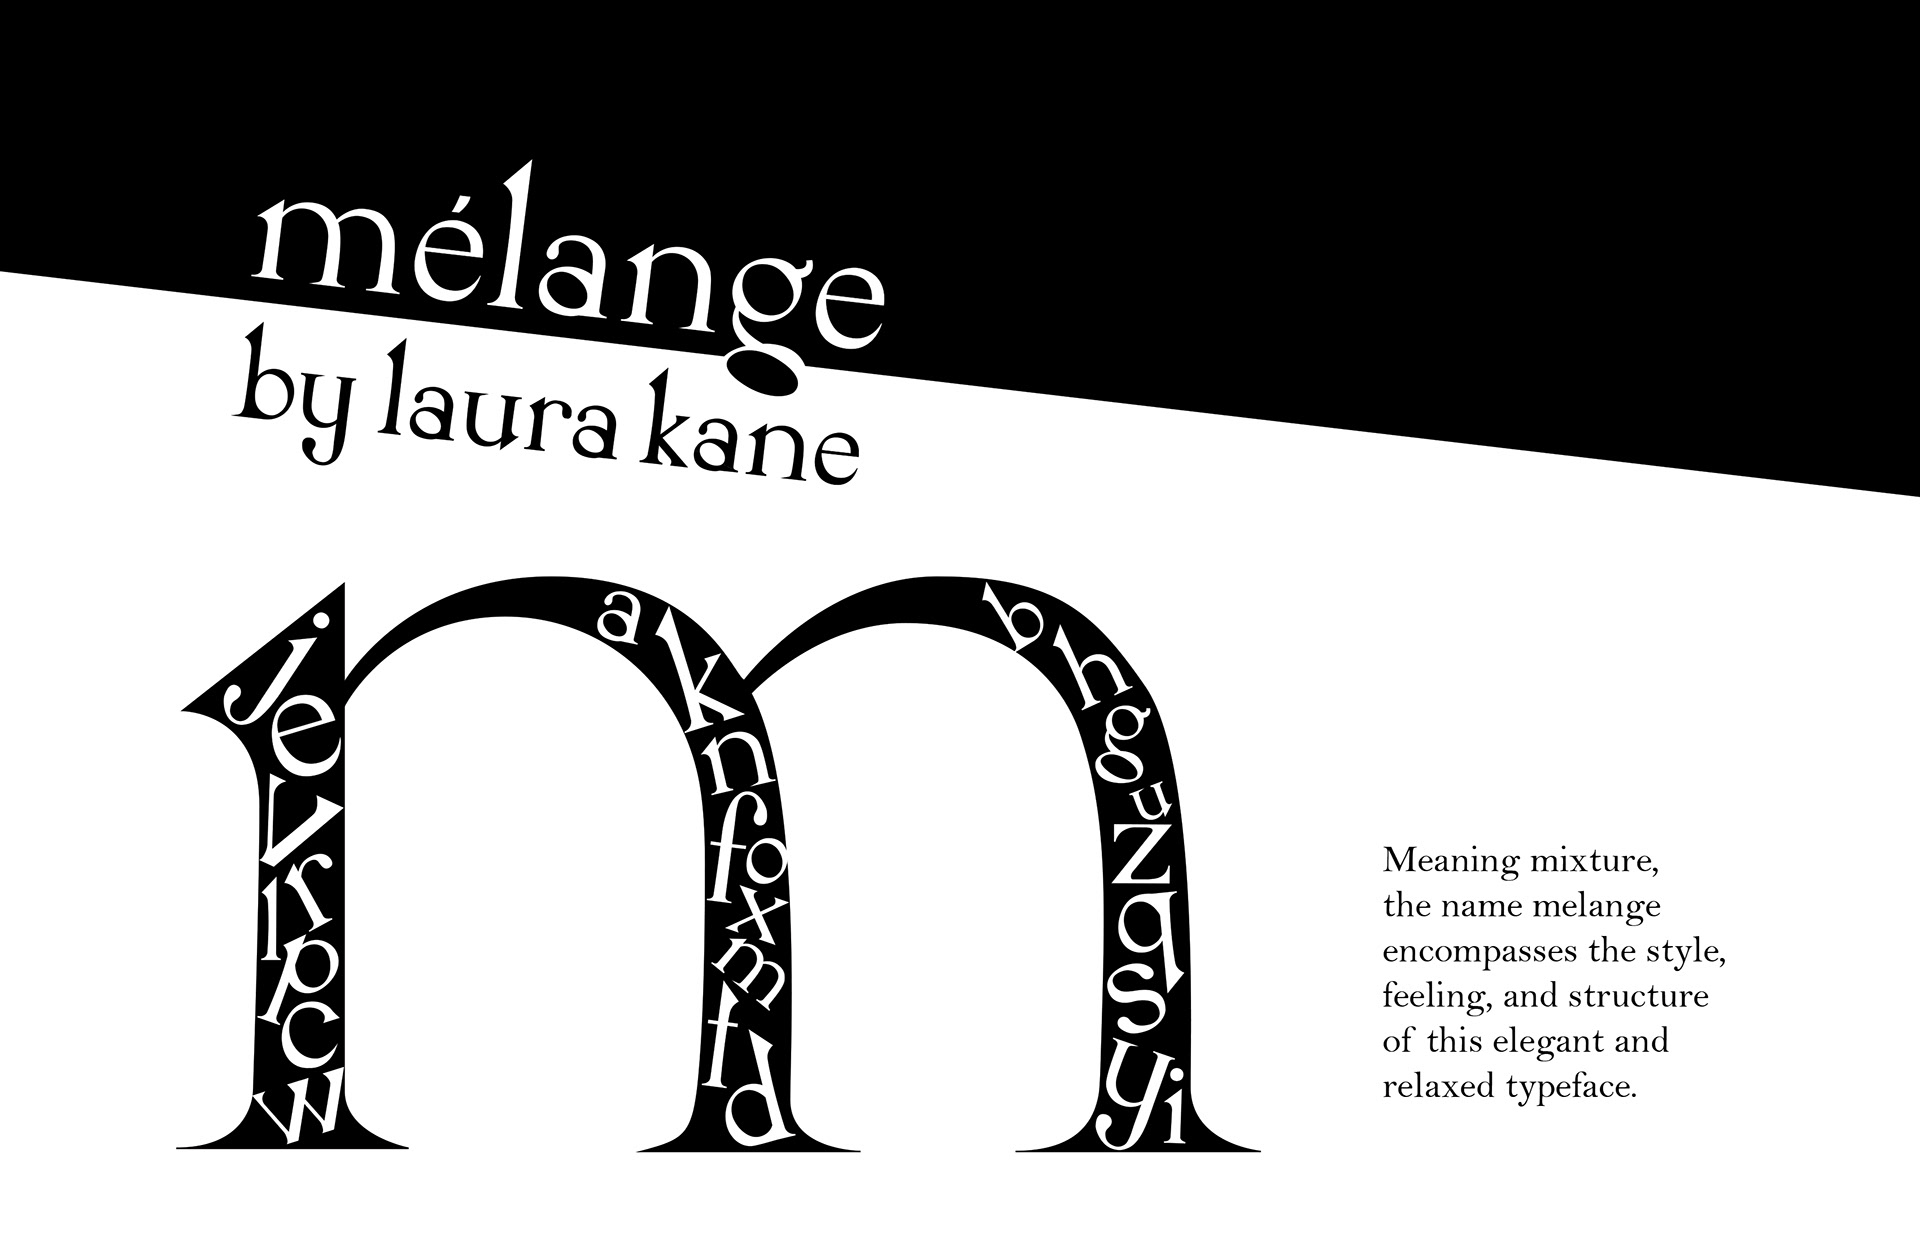 mélange
by laura kane
j
e
v
r
l
p
c
w
a
k
n
f
o
x
m
t
d
b
h
g
u
z
q
s
y
i
Meaning mixture,
the name melange
encompasses the style,
feeling, and structure
of this elegant and
relaxed typeface.